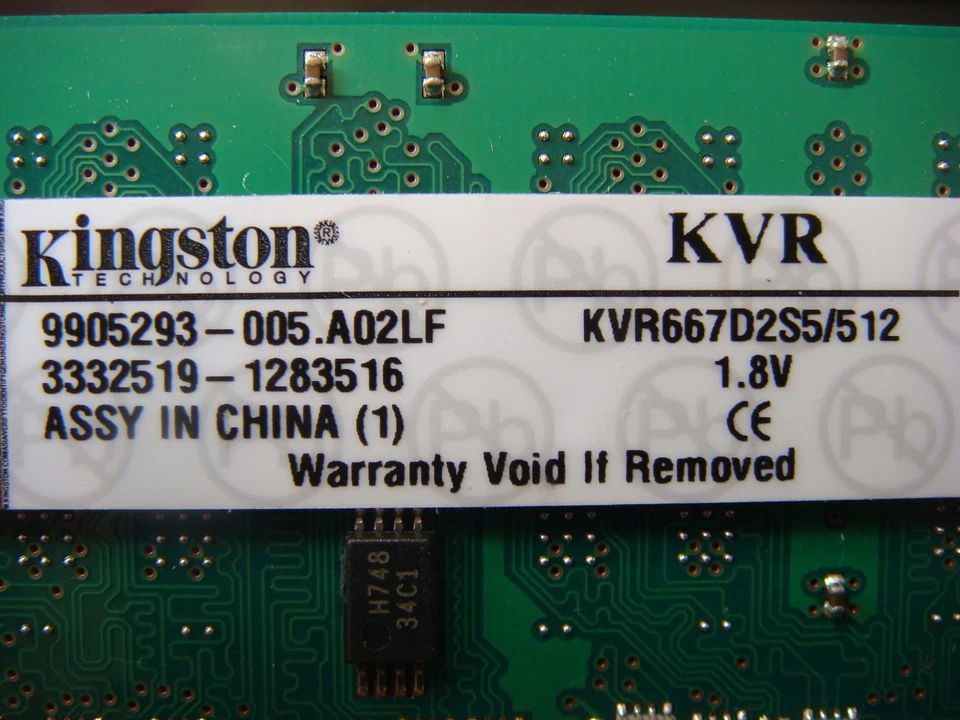 Kingston®
TECHNOLOGY
KVR
9905293-005.A02LF
KVR667D2S5/512
3332519-1283516
1.8V
ASSY IN CHINA (1)
CE
Warranty Void If Removed
H748
34C1